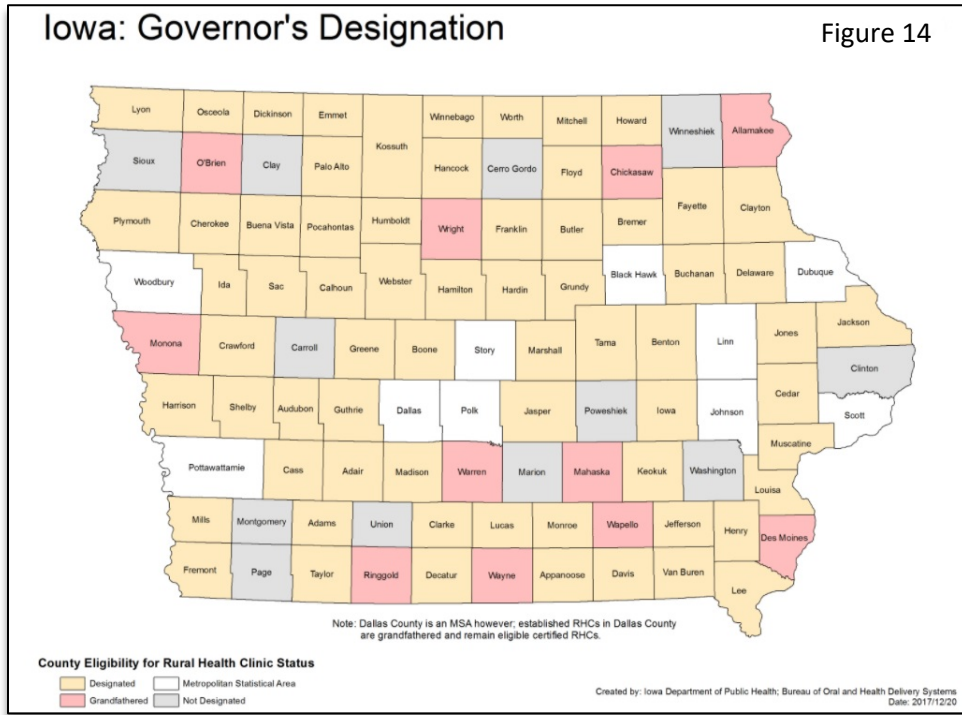 Iowa: Governor's Designation
Figure 14
Lyon
Osceola
Dickinson
Emmet
Kossuth
Winnebago
Worth
Mitchell
Howard
Winneshiek
Allamakee
Sioux
O'Brien
Clay
Palo Alto
Hancock
Cerro Gordo
Floyd
Chickasaw
Plymouth
Cherokee
Buena Vista
Pocahontas
Humboldt
Wright
Franklin
Butler
Bremer
Fayette
Clayton
Woodbury
Ida
Sac
Calhoun
Webster
Hamilton
Hardin
Grundy
Black Hawk
Buchanan
Delaware
Dubuque
Monona
Crawford
Carroll
Greene
Boone
Story
Marshall
Tama
Benton
Linn
Jones
Jackson
Clinton
Harrison
Shelby
Audubon
Guthrie
Dallas
Polk
Jasper
Poweshiek
Iowa
Johnson
Cedar
Scott
Muscatine
Pottawattamie
Cass
Adair
Madison
Warren
Marion
Mahaska
Keokuk
Washington
Louisa
Mills
Montgomery
Adams
Union
Clarke
Lucas
Monroe
Wapello
Jefferson
Henry
Des Moines
Fremont
Page
Taylor
Ringgold
Decatur
Wayne
Appanoose
Davis
Van Buren
Lee
Note: Dallas County is an MSA however; established RHCs in Dallas County
are grandfathered and remain eligible certified RHCs.
County Eligibility for Rural Health Clinic Status
Designated
Metropolitan Statistical Area
Grandfathered
Not Designated
Created by: Iowa Department of Public Health; Bureau of Oral and Health Delivery Systems
Date: 2017/12/20